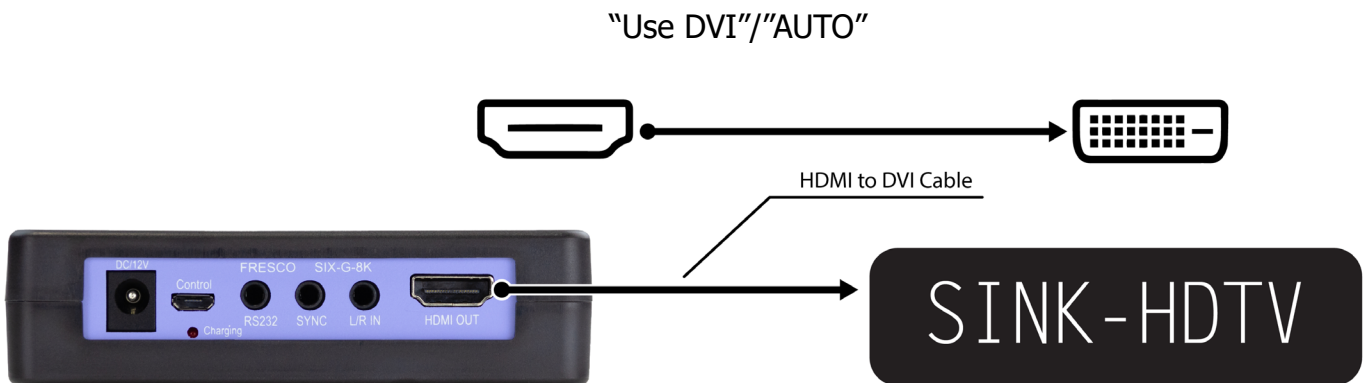 “Use DVI”/”AUTO”
HDMI to DVI Cable
DC/12V
Control
FRESCO SIX-G-8K
Charging
RS232 SYNC L/R IN HDMI OUT
SINK-HDTV